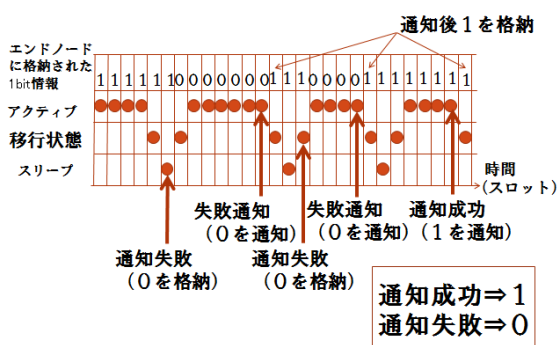 通知後１を格納
エンドノード
に格納された
1bit情報
1 1 1 1 1 1 0 0 0 0 0 0 0 1 1 1 0 0 0 0 1 1 1 1 1 1 1 1
アクティブ
移行状態
スリープ
時間
(スロット)
失敗通知
（０を通知）
失敗通知
（０を通知）
通知成功
（１を通知）
通知失敗
（０を格納）
通知失敗
（０を格納）
通知成功⇒１
通知失敗⇒０